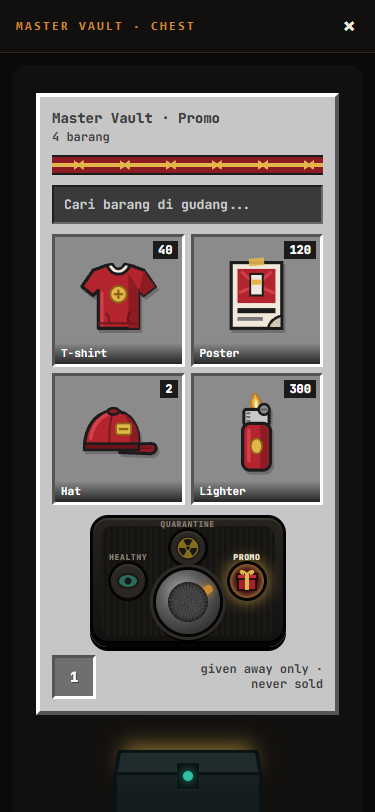 MASTER VAULT · CHEST
×
Master Vault · Promo
4 barang
Cari barang di gudang...
40
T-shirt
120
Poster
2
Hat
300
Lighter
QUARANTINE
HEALTHY
PROMO
1
given away only ·
never sold